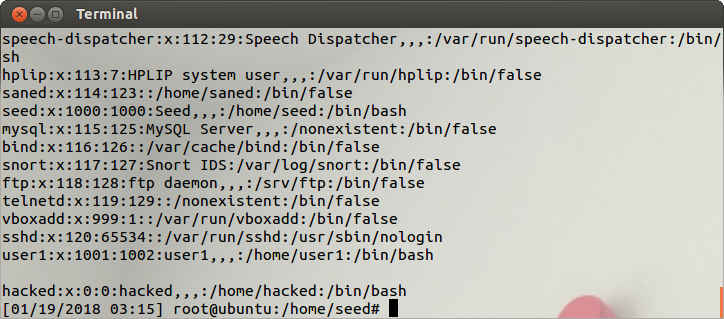 Terminal
speech-dispatcher:x:112:29:Speech Dispatcher,,,:/var/run/speech-dispatcher:/bin/
sh
hplip:x:113:7:HPLIP system user,,,:/var/run/hplip:/bin/false
saned:x:114:123::/home/saned:/bin/false
seed:x:1000:1000:Seed,,,:/home/seed:/bin/bash
mysql:x:115:125:MySQL Server,,,:/nonexistent:/bin/false
bind:x:116:126::/var/cache/bind:/bin/false
snort:x:117:127:Snort IDS:/var/log/snort:/bin/false
ftp:x:118:128:ftp daemon,,,:/srv/ftp:/bin/false
telnetd:x:119:129::/nonexistent:/bin/false
vboxadd:x:999:1::/var/run/vboxadd:/bin/false
sshd:x:120:65534::/var/run/sshd:/usr/sbin/nologin
user1:x:1001:1002:user1,,,:/home/user1:/bin/bash
hacked:x:0:0:hacked,,,:/home/hacked:/bin/bash
[01/19/2018 03:15] root@ubuntu:/home/seed#